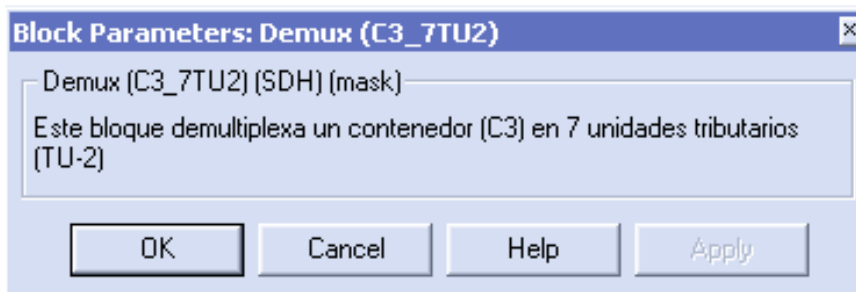 Block Parameters: Demux (C3_7TU2)
Demux (C3_7TU2) (SDH) (mask)
Este bloque demultiplexa un contenedor (C3) en 7 unidades tributarios
(TU-2)
OK Cancel Help Apply